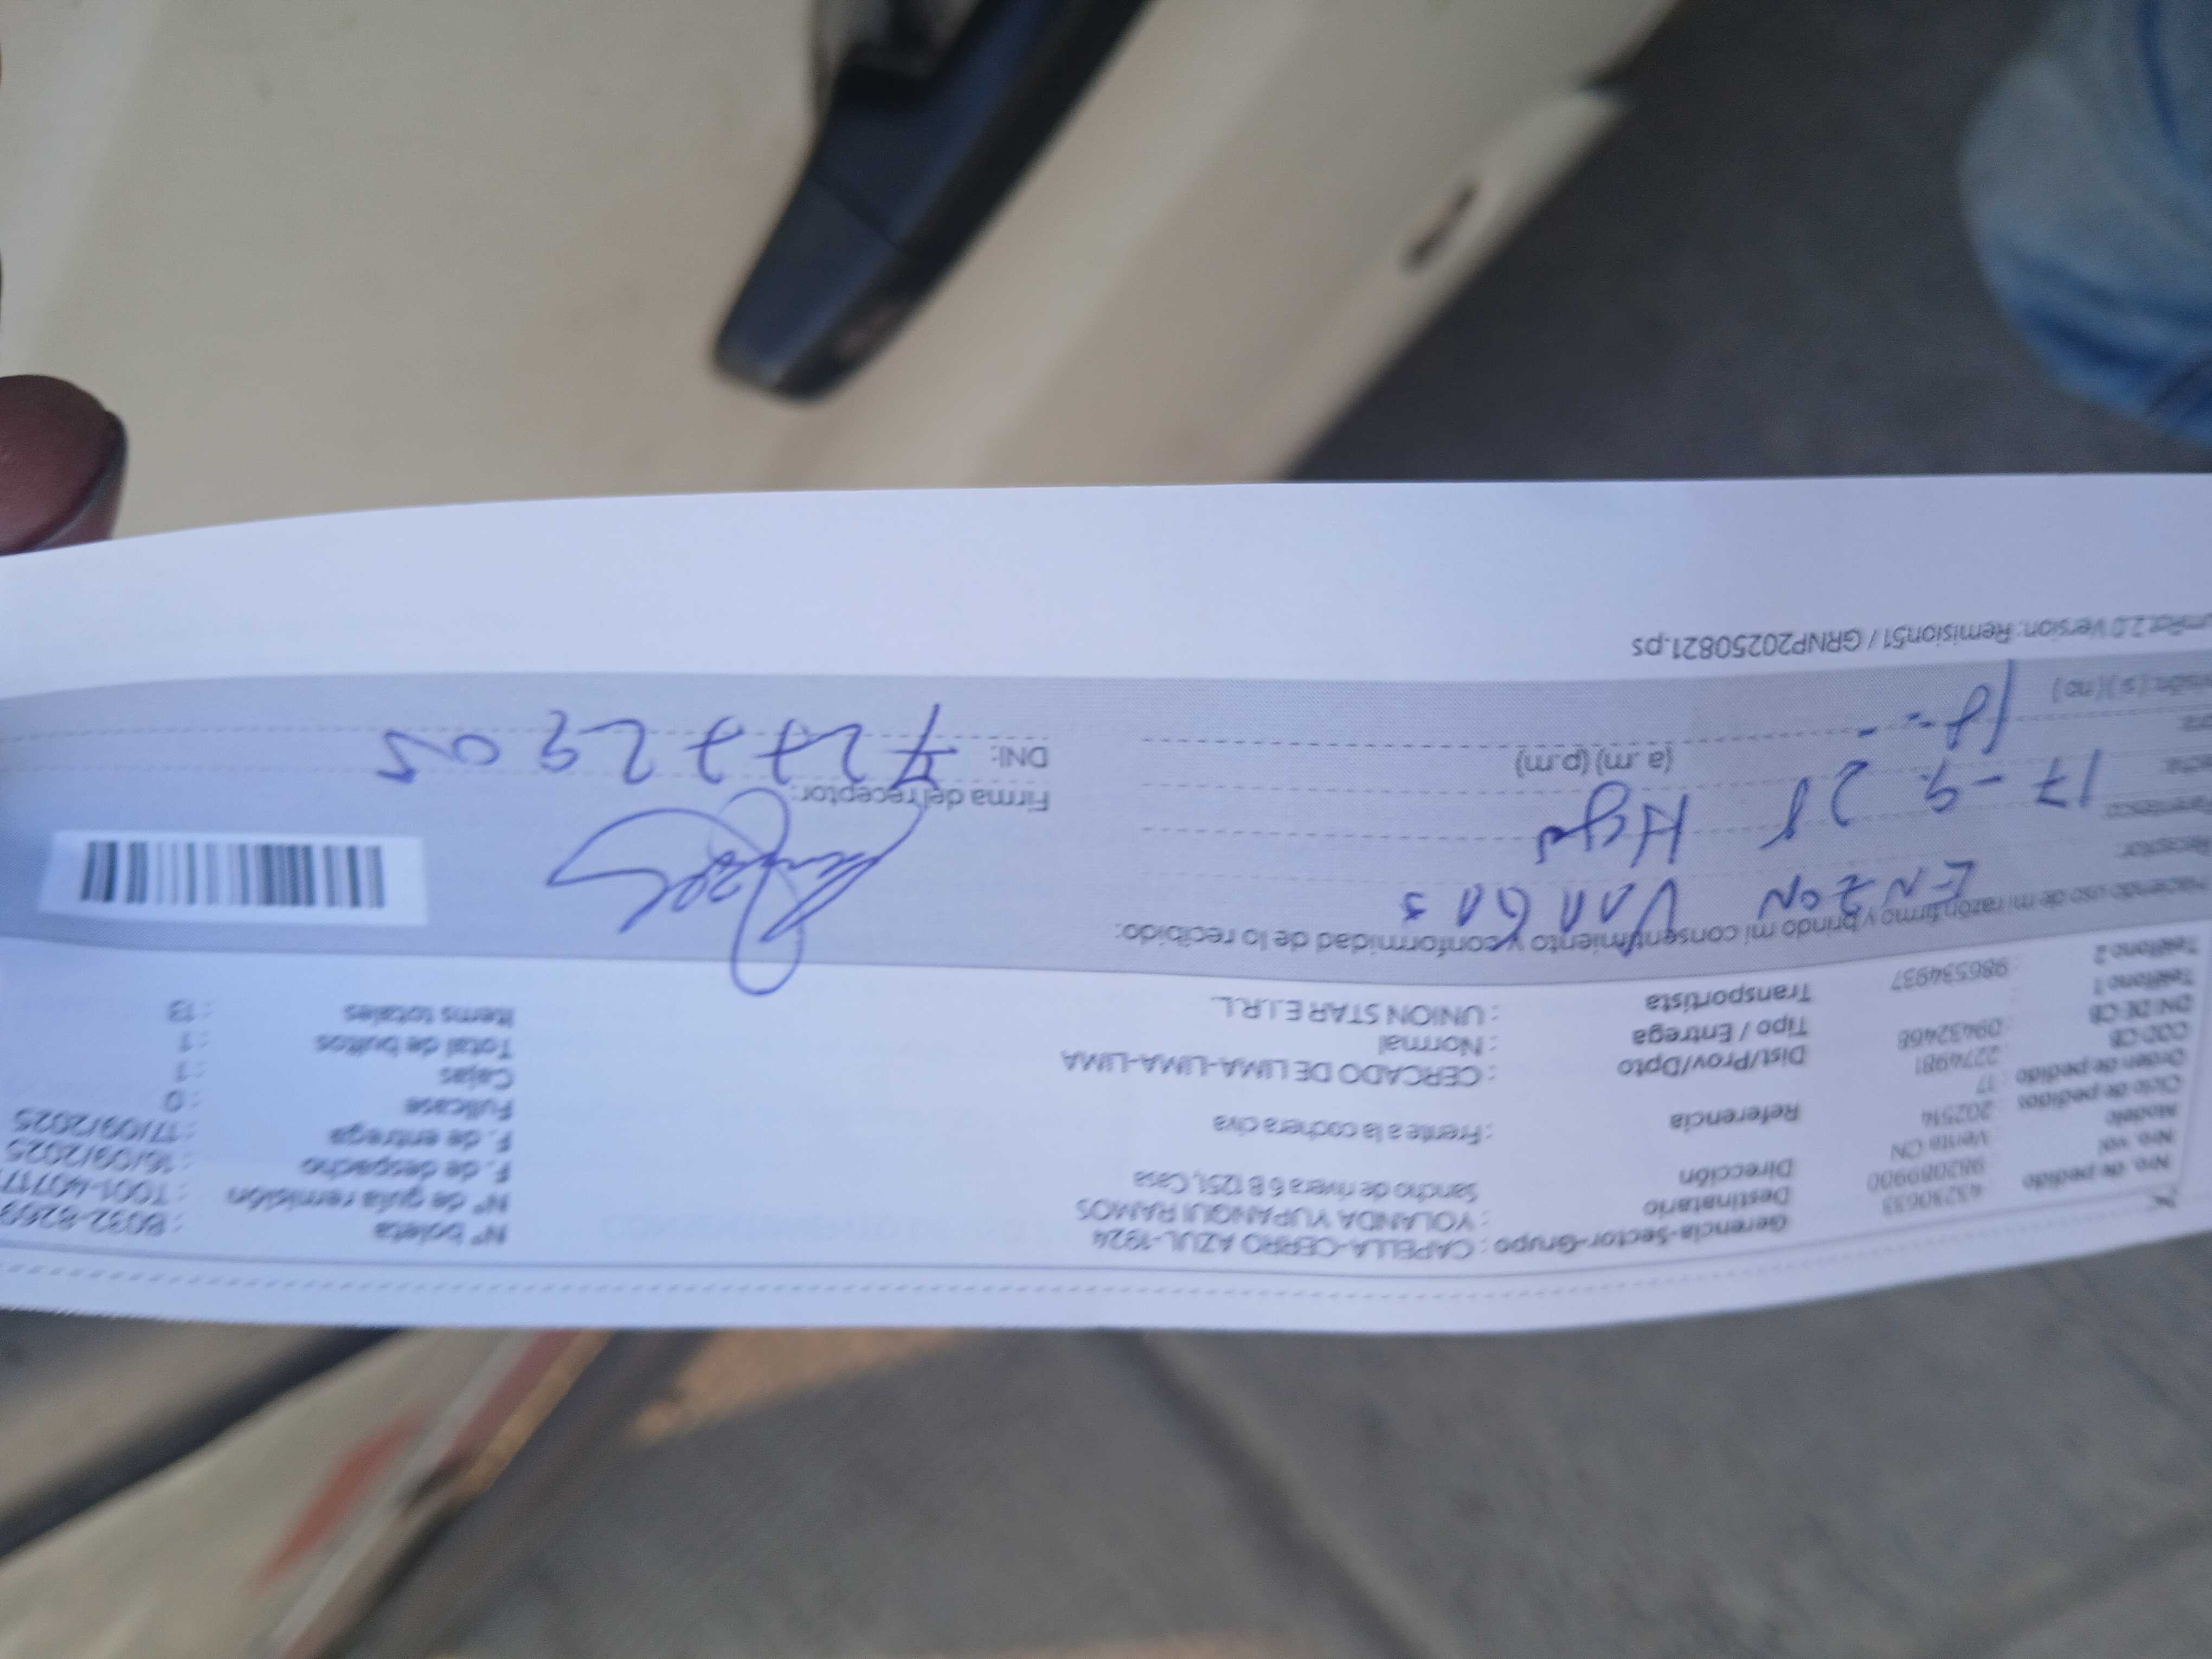 Gerencia-Sector-Grupo : CAPELLA-CERRO AZUL-1924
Nro. de pedido 43230633 Destinatario : YOLANDA YUPANQUI RAMOS Nº boleta : B032-8269
Nro. vol 982089900 Dirección Sancho de rivera 6 B 1251, Casa Nº de guía remisión : T001-40717
Modelo Venta CN F. de despacho : 16/09/2025
Ciclo de pedidos 202514 Referencia : Frente a la cochera civa F. de entrega : 17/09/2025
Orden de pedido : 17 Fullcase : 0
COD CB 2274981 Dist/Prov/Dpto : CERCADO DE LIMA-LIMA-LIMA Cajas : 1
DNI DE CB 09432468 Tipo / Entrega : Normal Total de bultos : 1
Teléfono 1 Transportista : UNION STAR E.I.R.L. Items totales : 13
Teléfono 2 : 986534937
Haciendo uso de mi razón firmo y brindo mi consentimiento y conformidad de lo recibido:
Receptor ENZON VARGAS
HIJO
17-9-25 Firma del receptor:
(a.m) (p.m) DNI: 72772905
(s) (no)
2.0 Version: Remision51 / GRNP20250821.ps